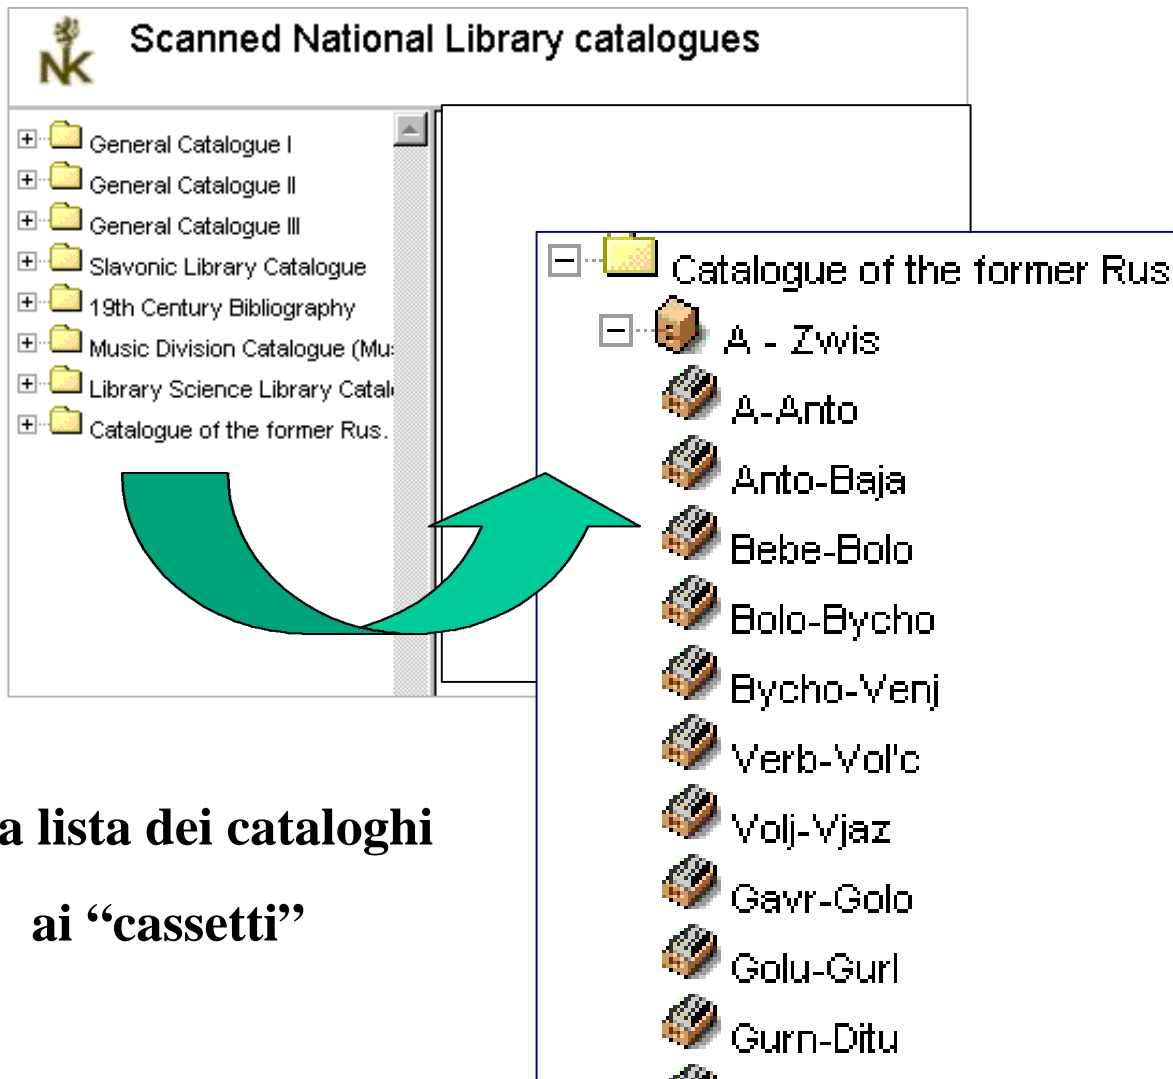 NK
Scanned National Library catalogues
General Catalogue I
General Catalogue II
General Catalogue III
Slavonic Library Catalogue
19th Century Bibliography
Music Division Catalogue (Mu
Library Science Library Catal
Catalogue of the former Rus.
Catalogue of the former Rus
A - Zwis
A-Anto
Anto-Baja
Bebe-Bolo
Bolo-Bycho
Bycho-Venj
Verb-Vol'c
Volj-Vjaz
Gavr-Golo
Golu-Gurl
Gurn-Ditu
a lista dei cataloghi
ai “cassetti”